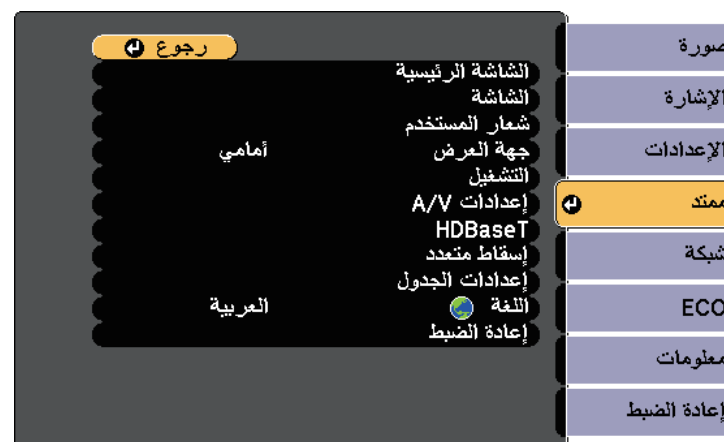 صورة
الإشارة
الإعدادات
ممتد
شبكة
ECO
معلومات
إعادة الضبط
رجوع
الشاشة الرئيسية
الشاشة
شعار المستخدم
جهة العرض أمامي
التشغيل
إعدادات A/V
HDBaseT
إسقاط متعدد
إعدادات الجدول
اللغة العربية
إعادة الضبط